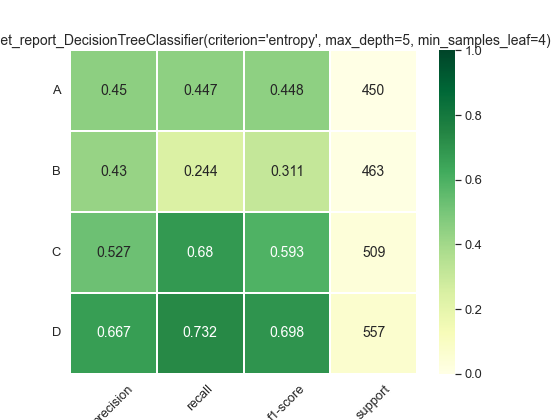 et_report_DecisionTreeClassifier(criterion='entropy', max_depth=5, min_samples_leaf=4)
1.0
A 0.45 0.447 0.448 450
0.8
B 0.43 0.244 0.311 463
0.6
0.4
C 0.527 0.68 0.593 509
0.2
D 0.667 0.732 0.698 557
0.0
recision recall f1-score support